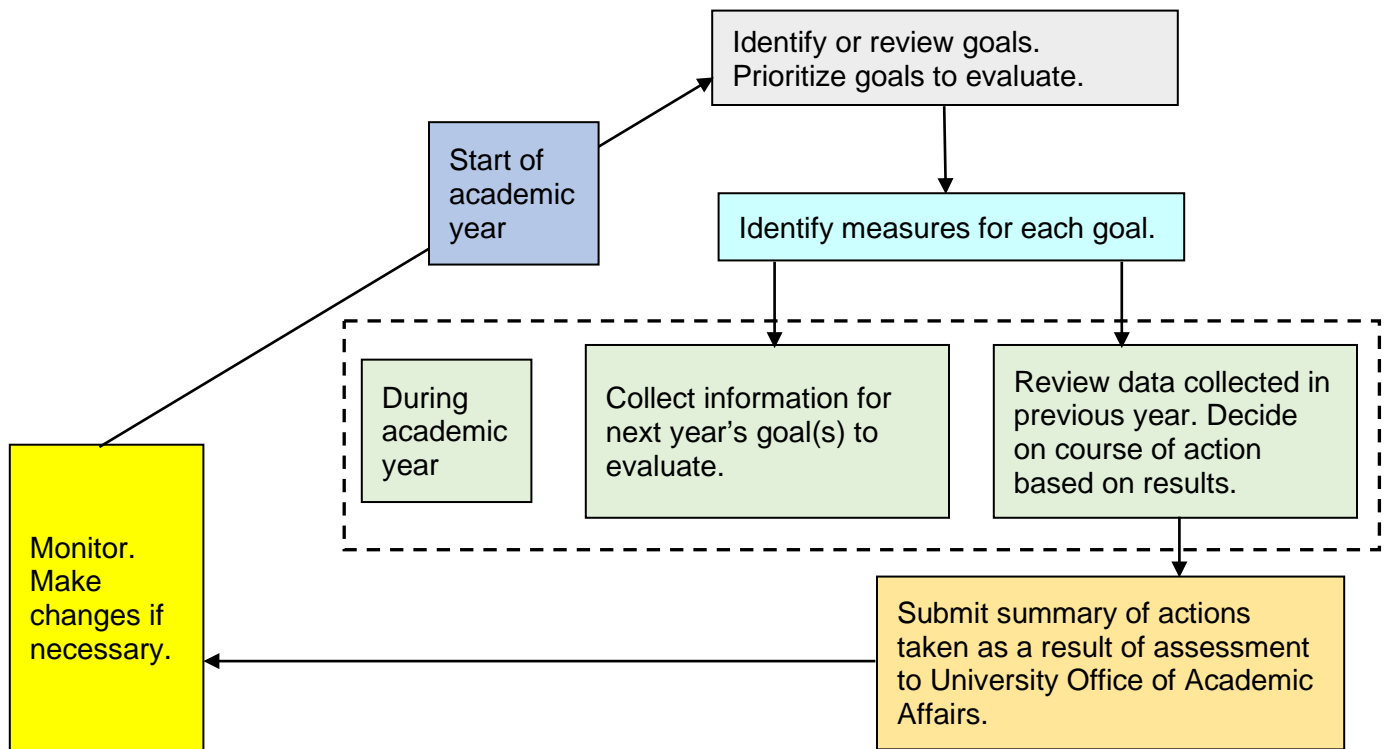 Identify or review goals.
Prioritize goals to evaluate.
Start of
academic
year
Identify measures for each goal.
During
academic
year
Collect information for
next year’s goal(s) to
evaluate.
Review data collected in
previous year. Decide
on course of action
based on results.
Monitor.
Make
changes if
necessary.
Submit summary of actions
taken as a result of assessment
to University Office of Academic
Affairs.